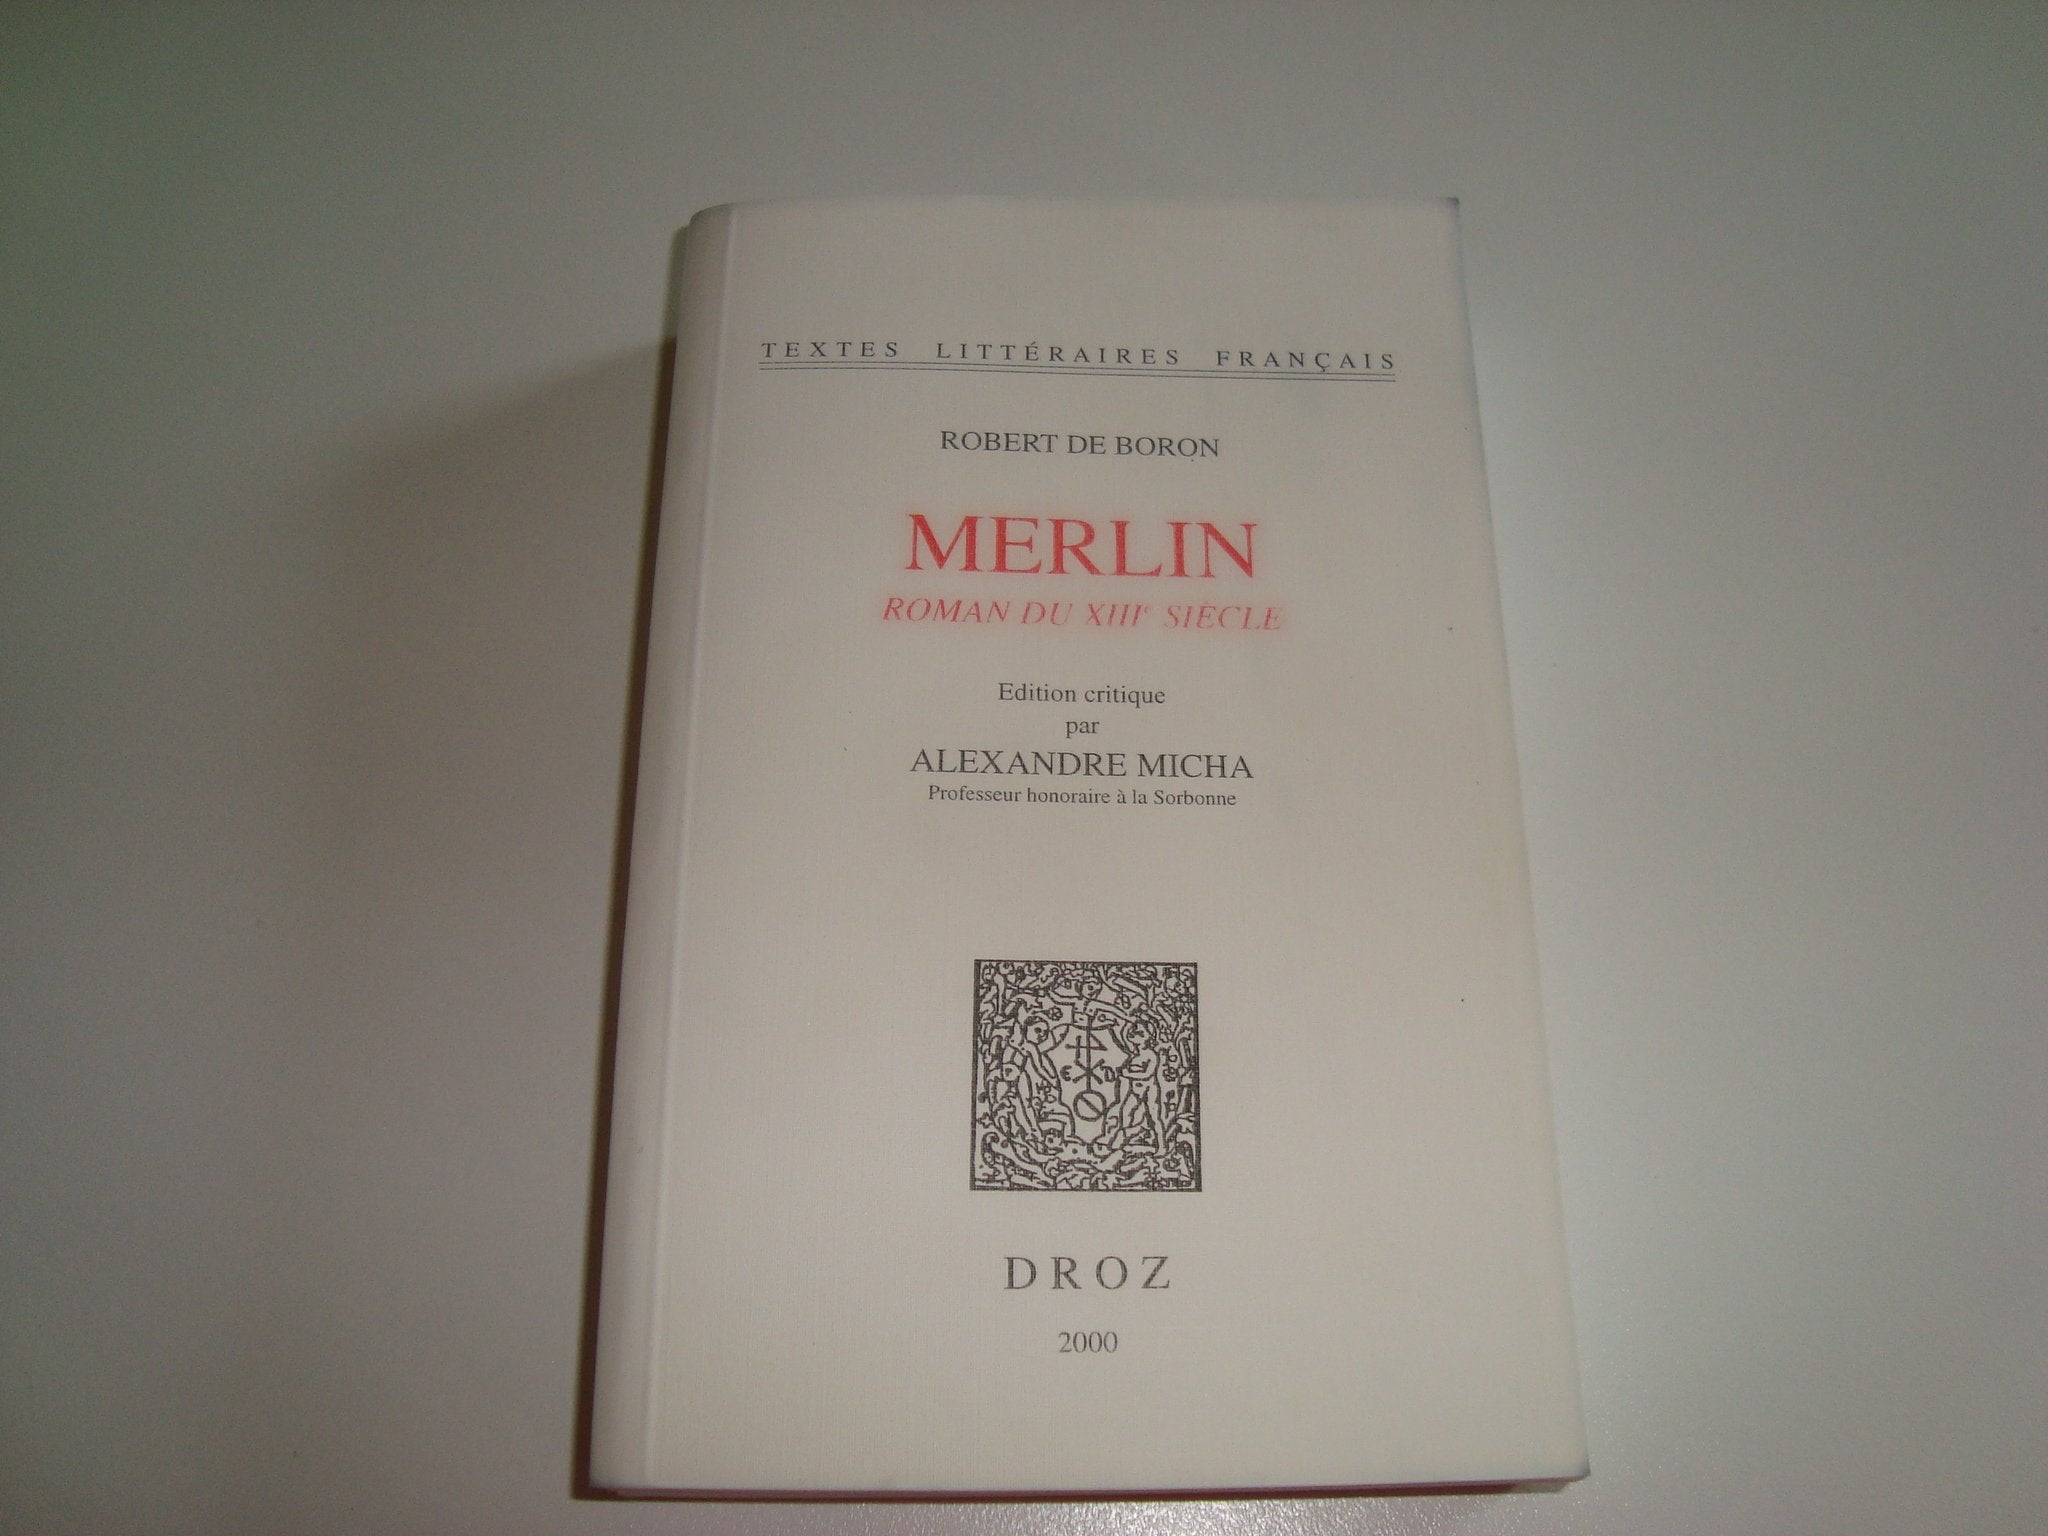 TEXTES LITTÉRAIRES FRANÇAIS
ROBERT DE BORON
MERLIN
ROMAN DU XIIIe SIÈCLE
Edition critique
par
ALEXANDRE MICHA
Professeur honoraire à la Sorbonne
E D
DROZ
2000